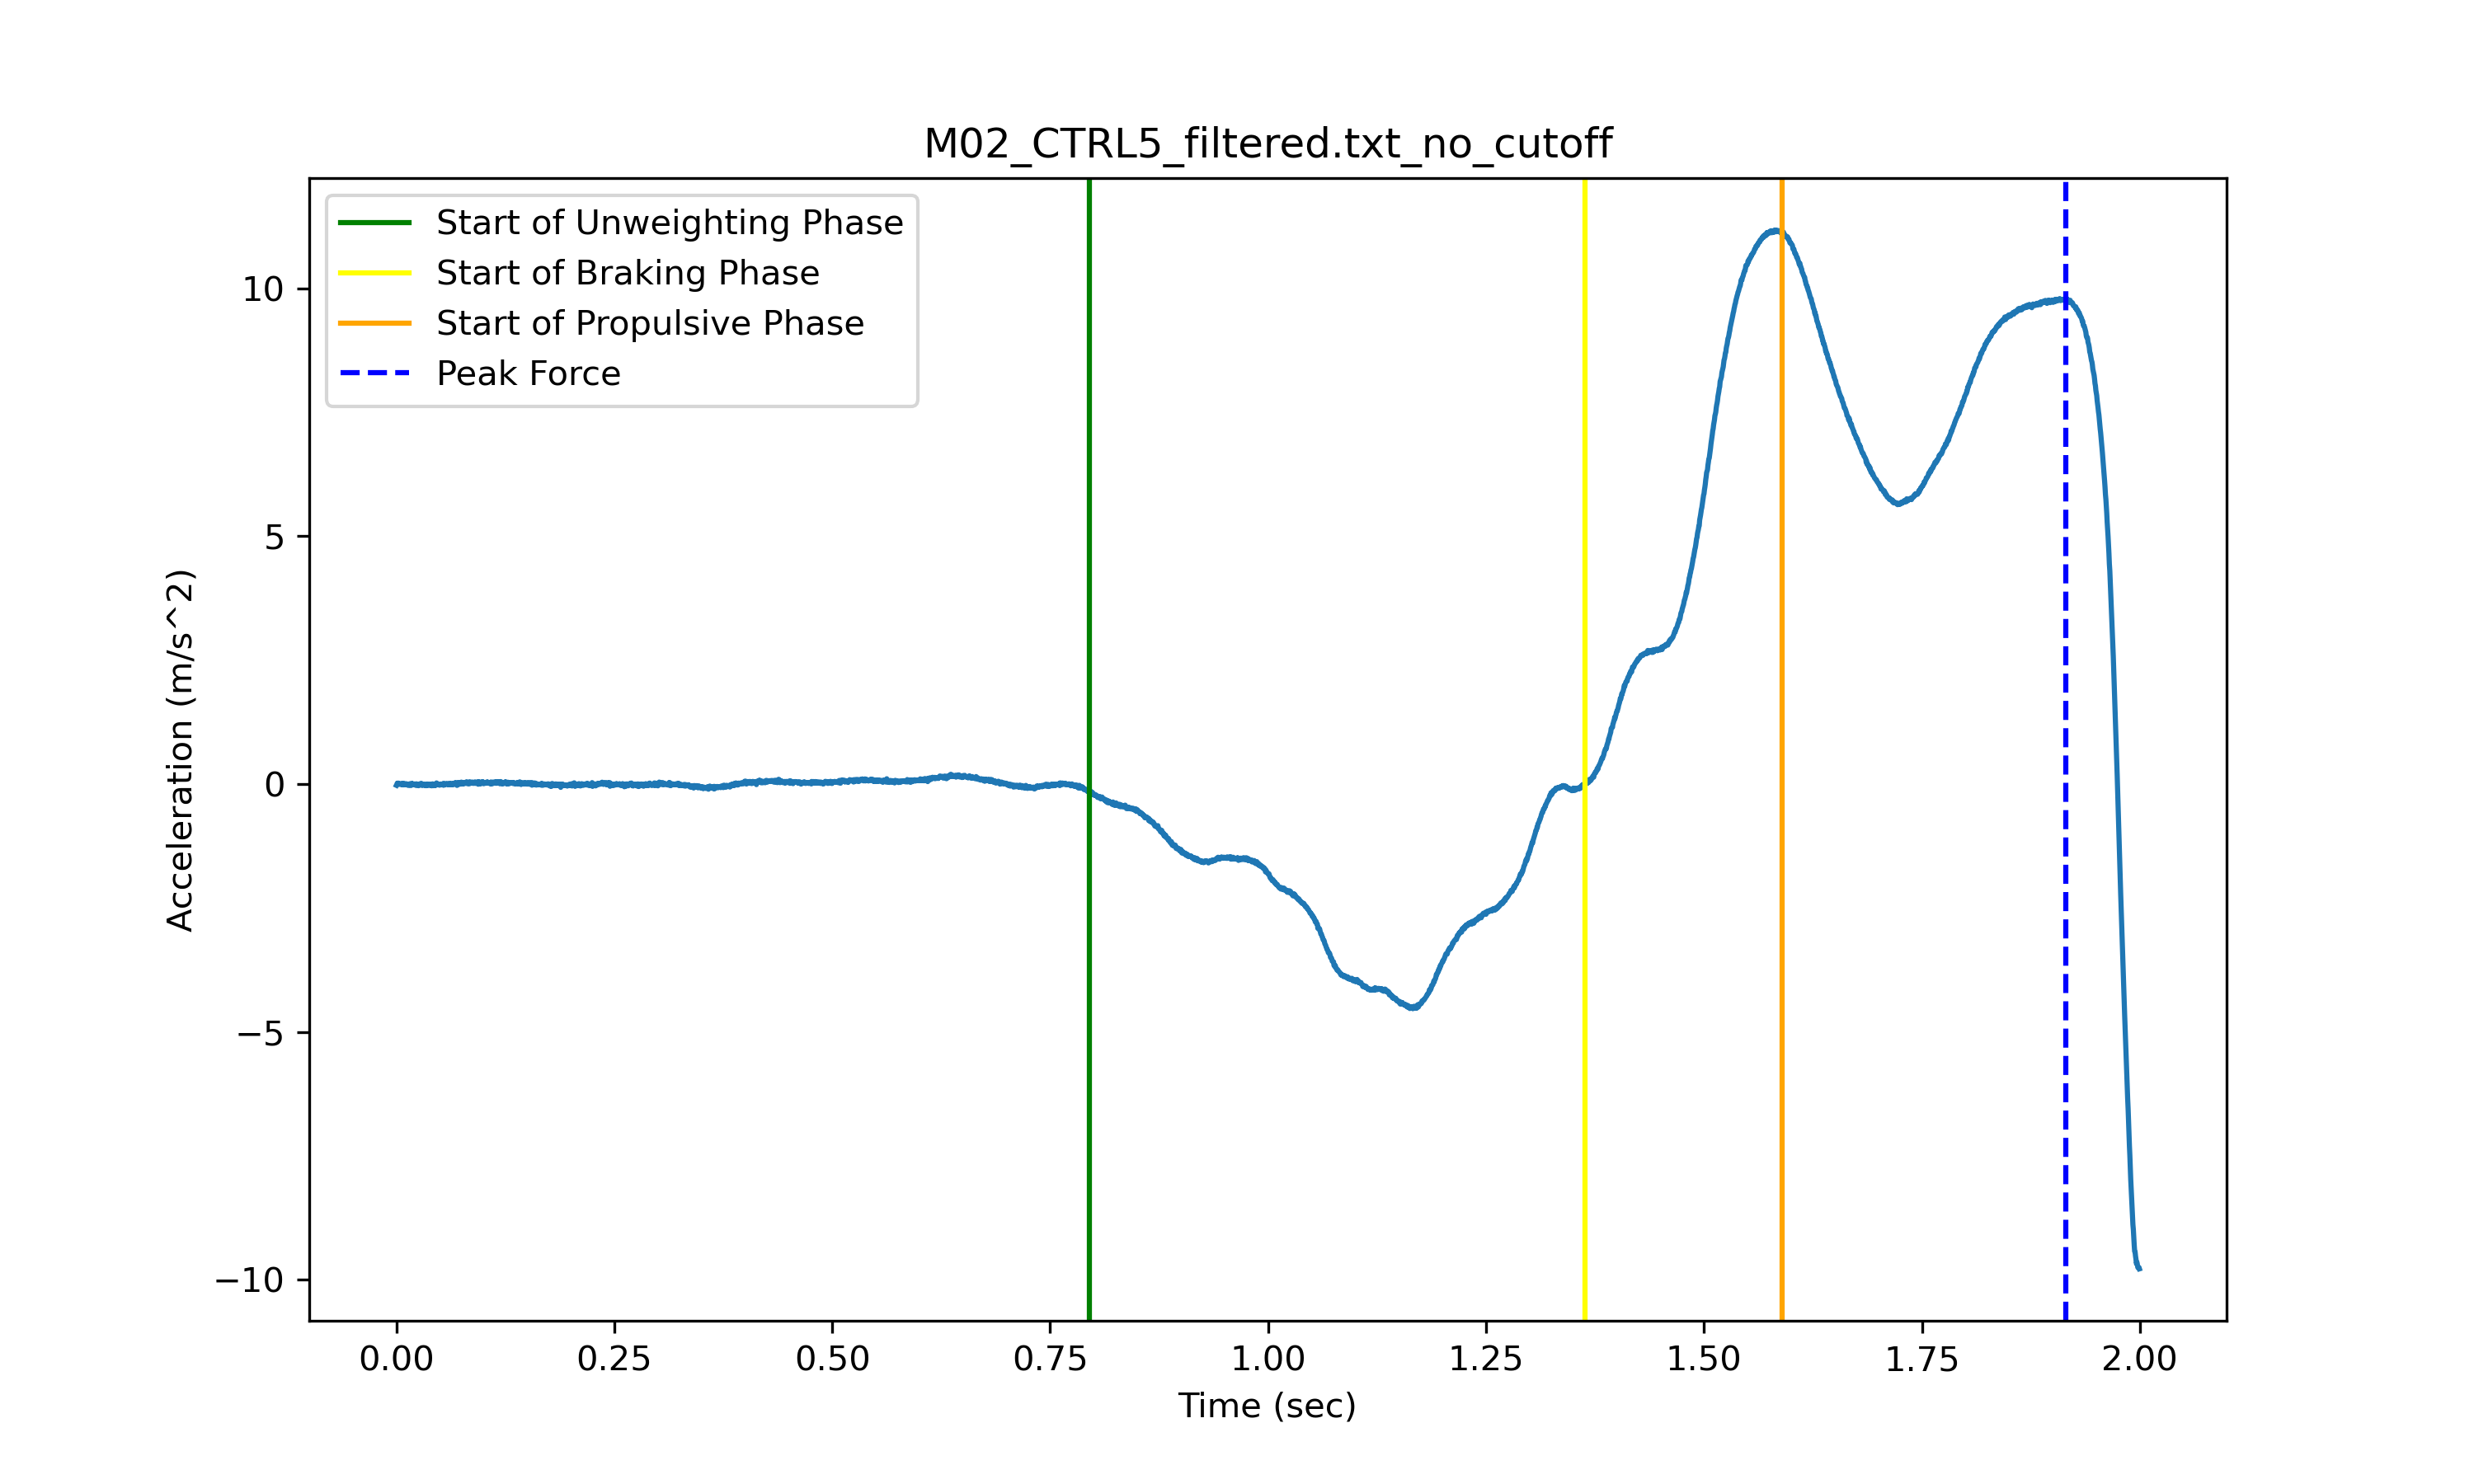 M02_CTRL5_filtered.txt_no_cutoff
Start of Unweighting Phase
Start of Braking Phase
Start of Propulsive Phase
Peak Force
10
5
0
−5
−10
Acceleration (m/s^2)
0.00 0.25 0.50 0.75 1.00 1.25 1.50 1.75 2.00
Time (sec)